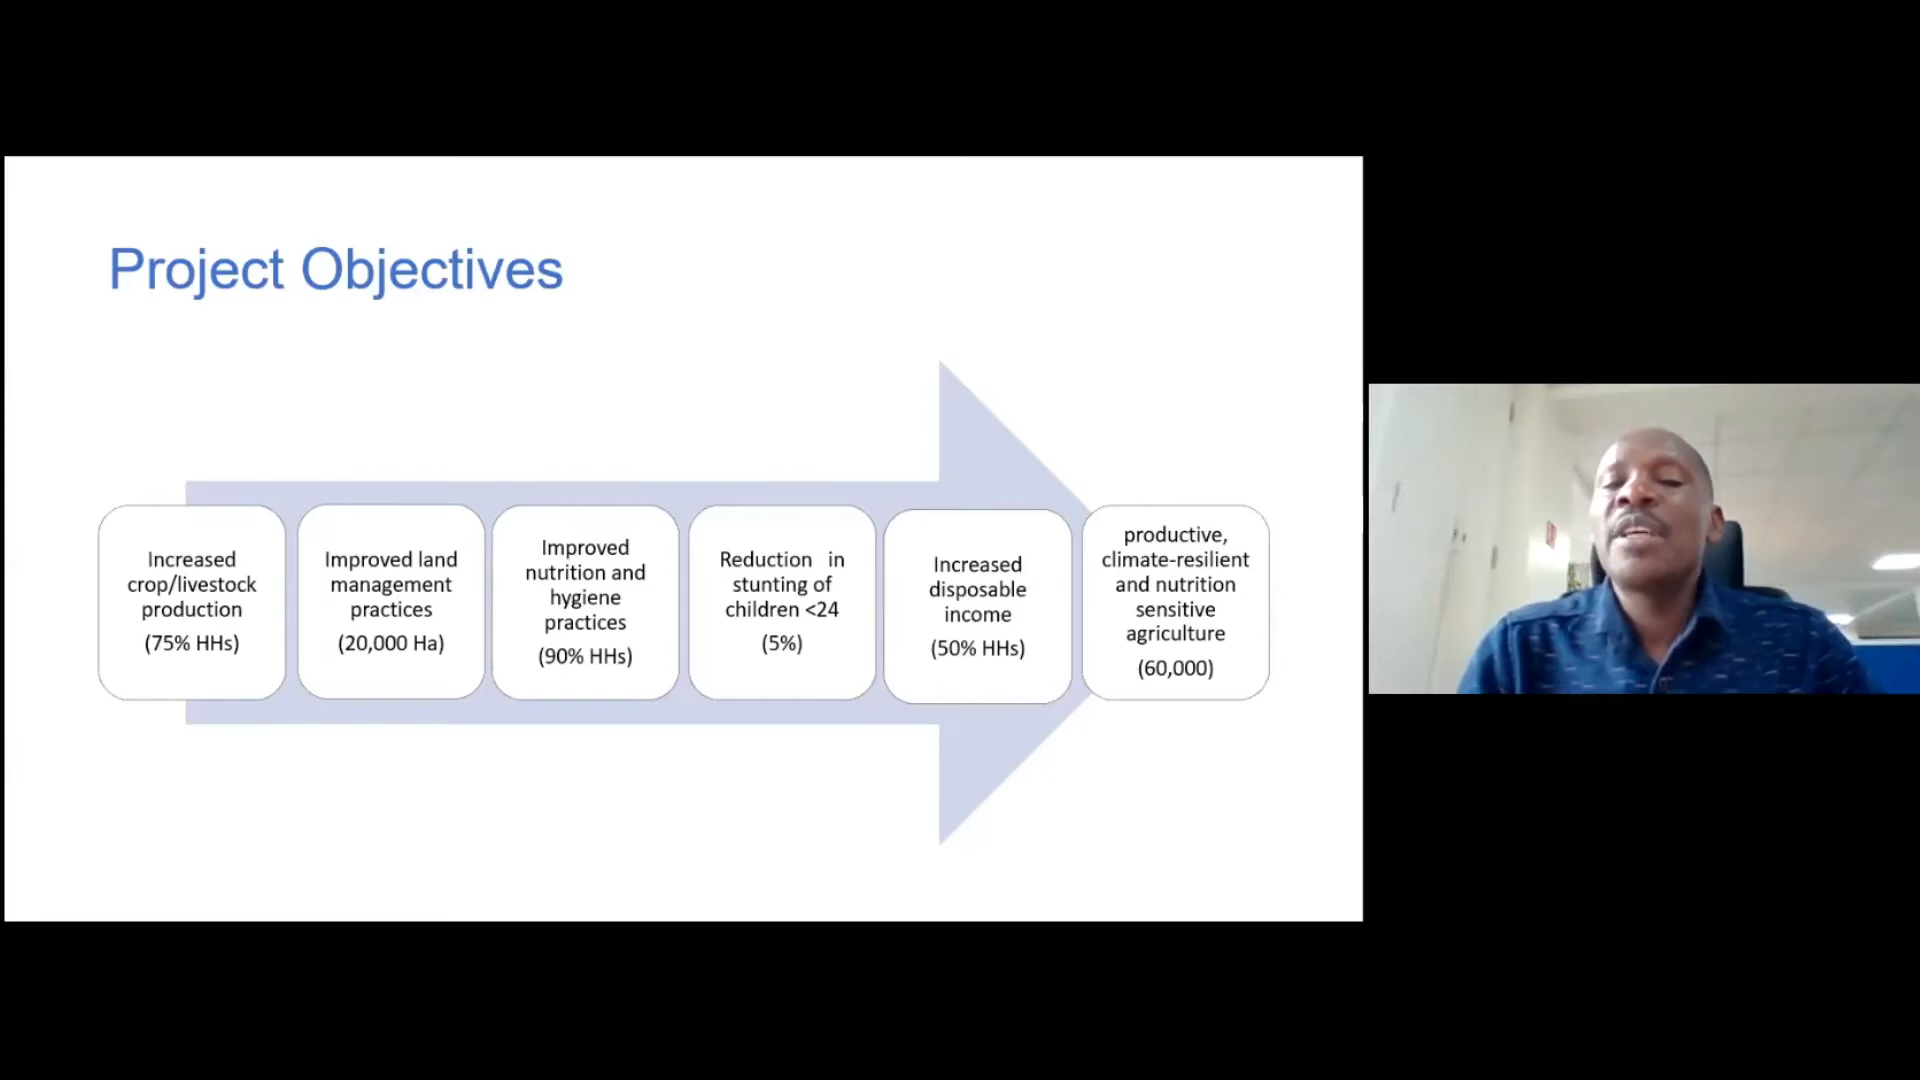 Project Objectives
Increased
crop/livestock
production
(75% HHs)
Improved land
management
practices
(20,000 Ha)
Improved
nutrition and
hygiene
practices
(90% HHs)
Reduction in
stunting of
children <24
(5%)
Increased
disposable
income
(50% HHs)
productive,
climate-resilient
and nutrition
sensitive
agriculture
(60,000)